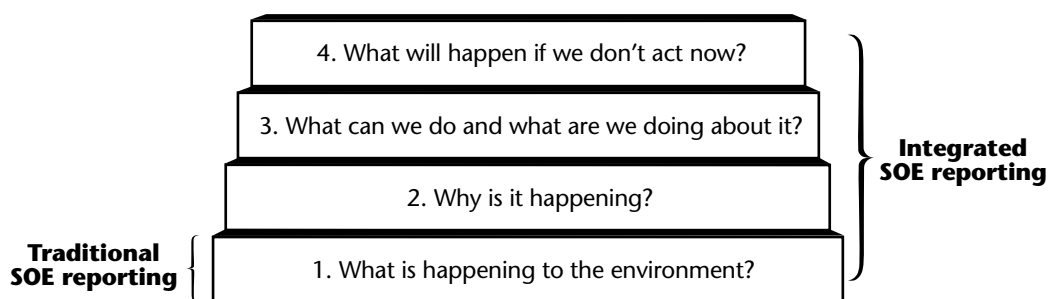 4. What will happen if we don’t act now?
3. What can we do and what are we doing about it?
Integrated
SOE reporting
2. Why is it happening?
Traditional
SOE reporting
1. What is happening to the environment?